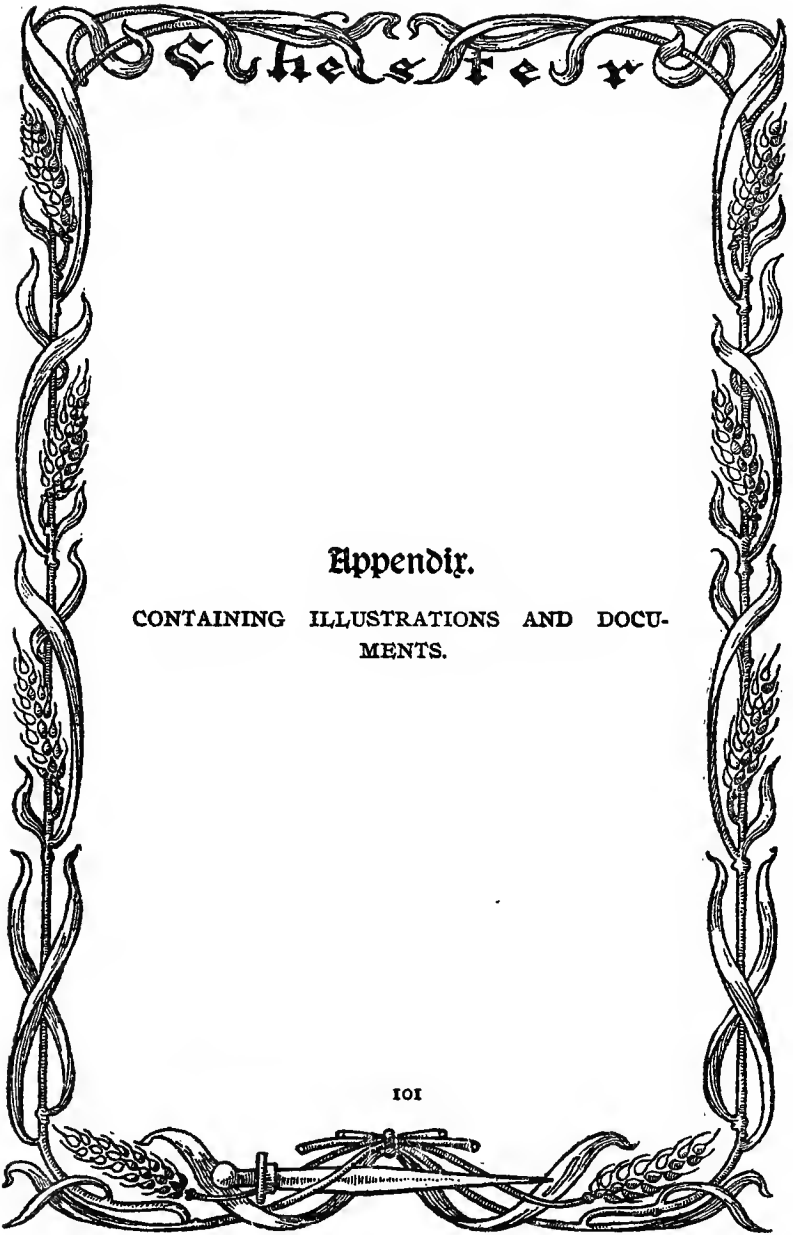 Chester
Appendix.
CONTAINING ILLUSTRATIONS AND DOCU-
MENTS.
101